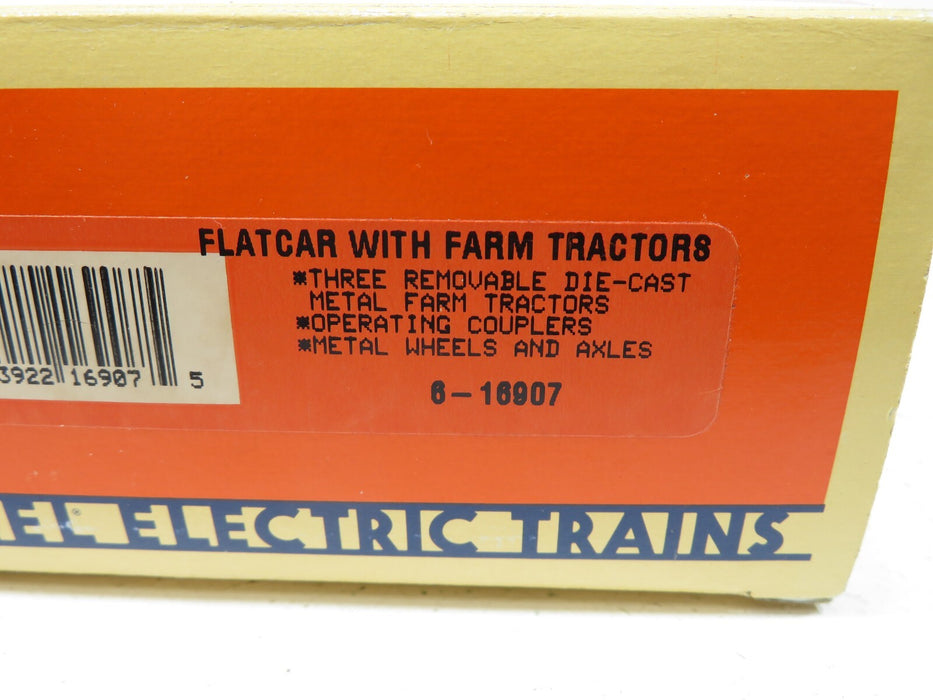 FLATCAR WITH FARM TRACTORS
*THREE REMOVABLE DIE-CAST
METAL FARM TRACTORS
*OPERATING COUPLERS
*METAL WHEELS AND AXLES
3922 16907 5
6-16907
NEL® ELECTRIC TRAINS